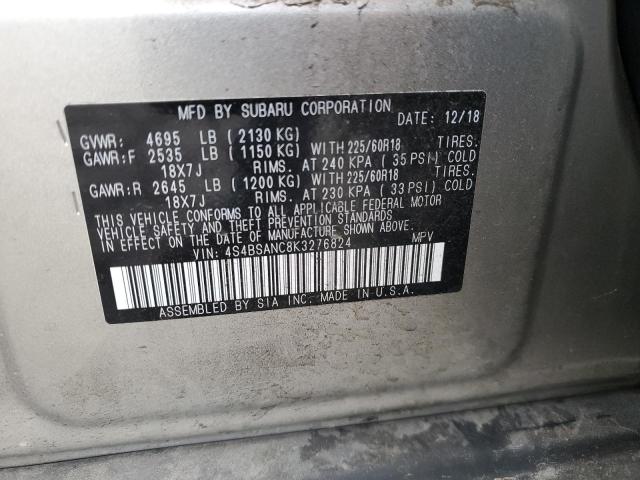 MFD BY SUBARU CORPORATION DATE: 12/18
GVWR: 4695 LB (2130 KG)
GAWR:F 2535 LB (1150 KG) WITH 225/60R18 TIRES.
18X7J RIMS. AT 240 KPA (35 PSI) COLD
GAWR:R 2645 LB (1200 KG) WITH 225/60R18 TIRES.
18X7J RIMS. AT 230 KPA (33 PSI) COLD
THIS VEHICLE CONFORMS TO ALL APPLICABLE FEDERAL MOTOR
VEHICLE SAFETY AND THEFT PREVENTION STANDARDS
IN EFFECT ON THE DATE OF MANUFACTURE SHOWN ABOVE.
VIN: 4S4BSANC8K3276824 MPV
ASSEMBLED BY SIA INC. MADE IN U.S.A.